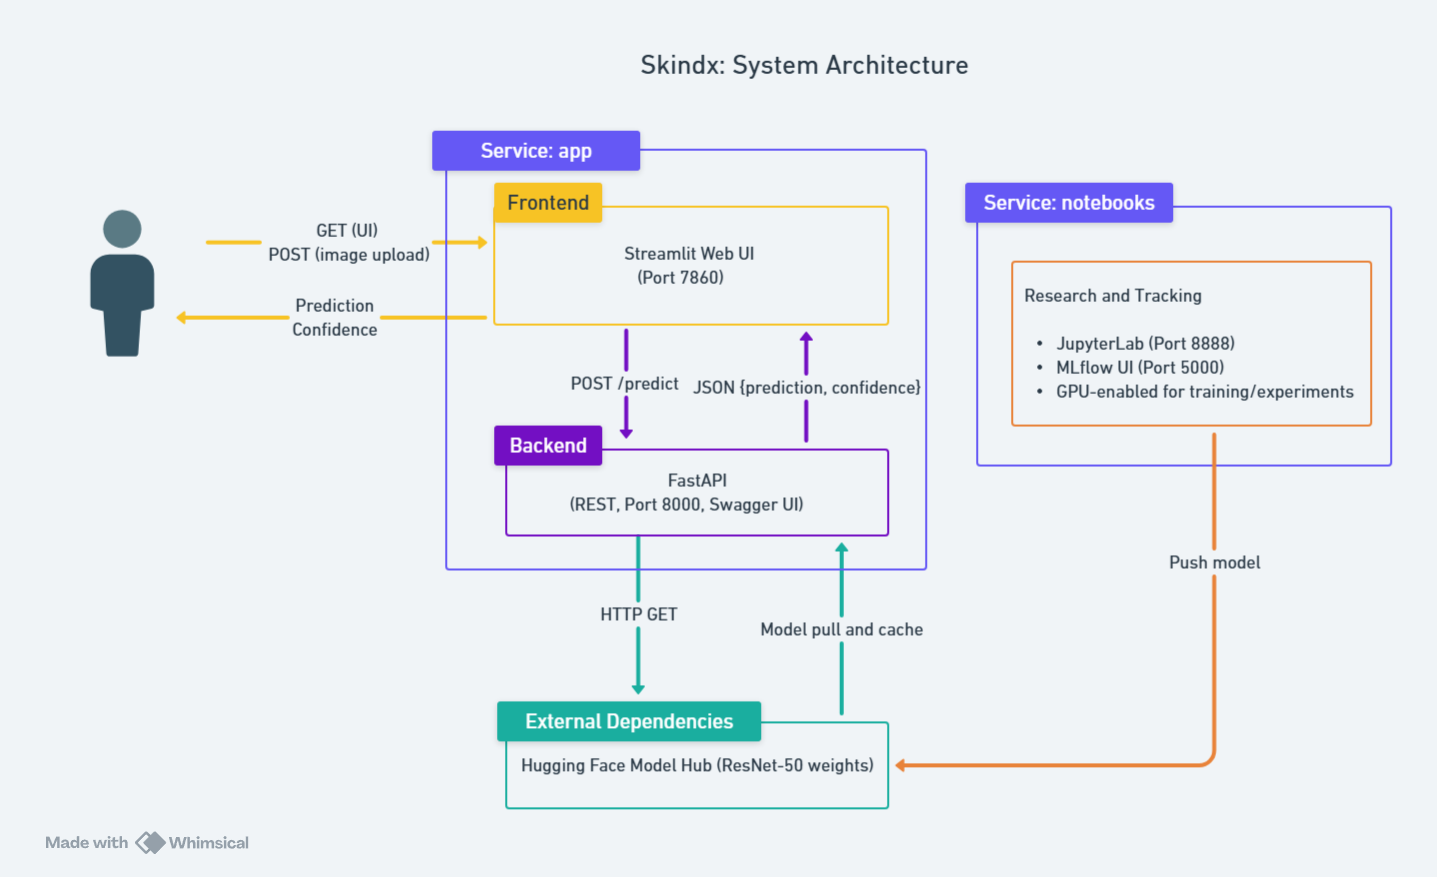 Skindx: System Architecture
Service: app
Frontend
Service: notebooks
GET (UI)
POST (image upload)
Streamlit Web UI
(Port 7860)
Prediction
Confidence
Research and Tracking
• JupyterLab (Port 8888)
• MLflow UI (Port 5000)
• GPU-enabled for training/experiments
POST /predict
JSON {prediction, confidence}
Backend
FastAPI
(REST, Port 8000, Swagger UI)
Push model
HTTP GET
Model pull and cache
External Dependencies
Hugging Face Model Hub (ResNet-50 weights)
Made with Whimsical